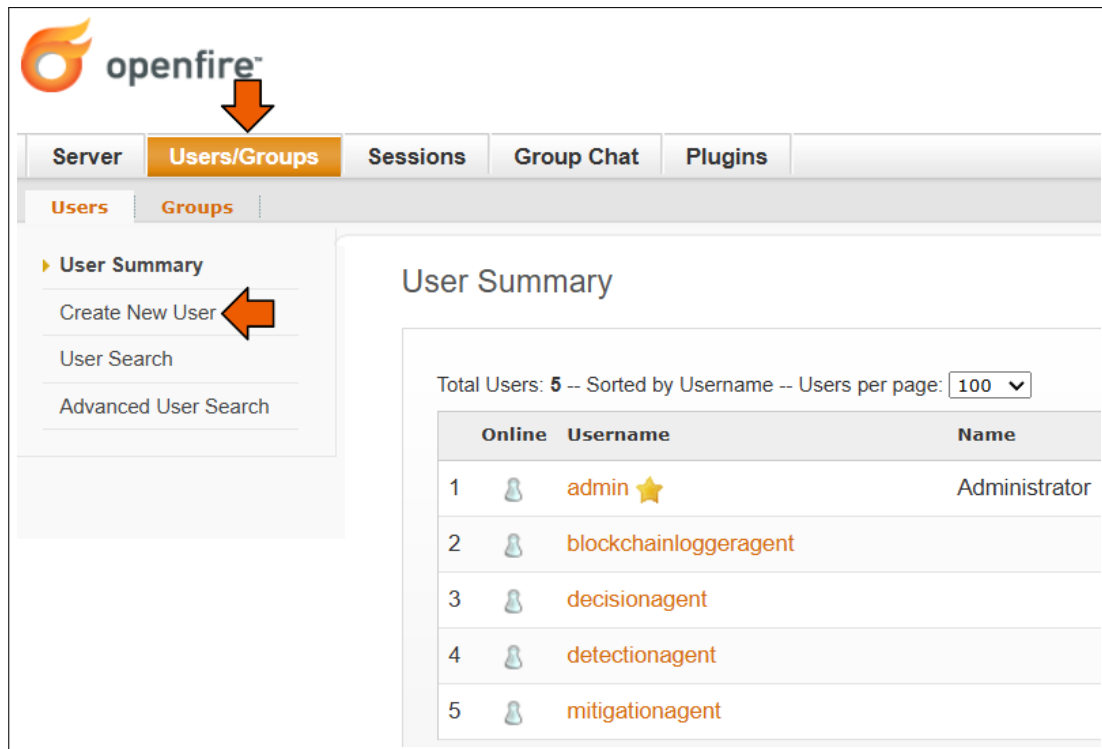 openfire™
Server Users/Groups Sessions Group Chat Plugins
Users Groups
User Summary
Create New User
User Search
Advanced User Search
User Summary
Total Users: 5 -- Sorted by Username -- Users per page: 100
Online Username Name
1 admin Administrator
2 blockchainloggeragent
3 decisionagent
4 detectionagent
5 mitigationagent